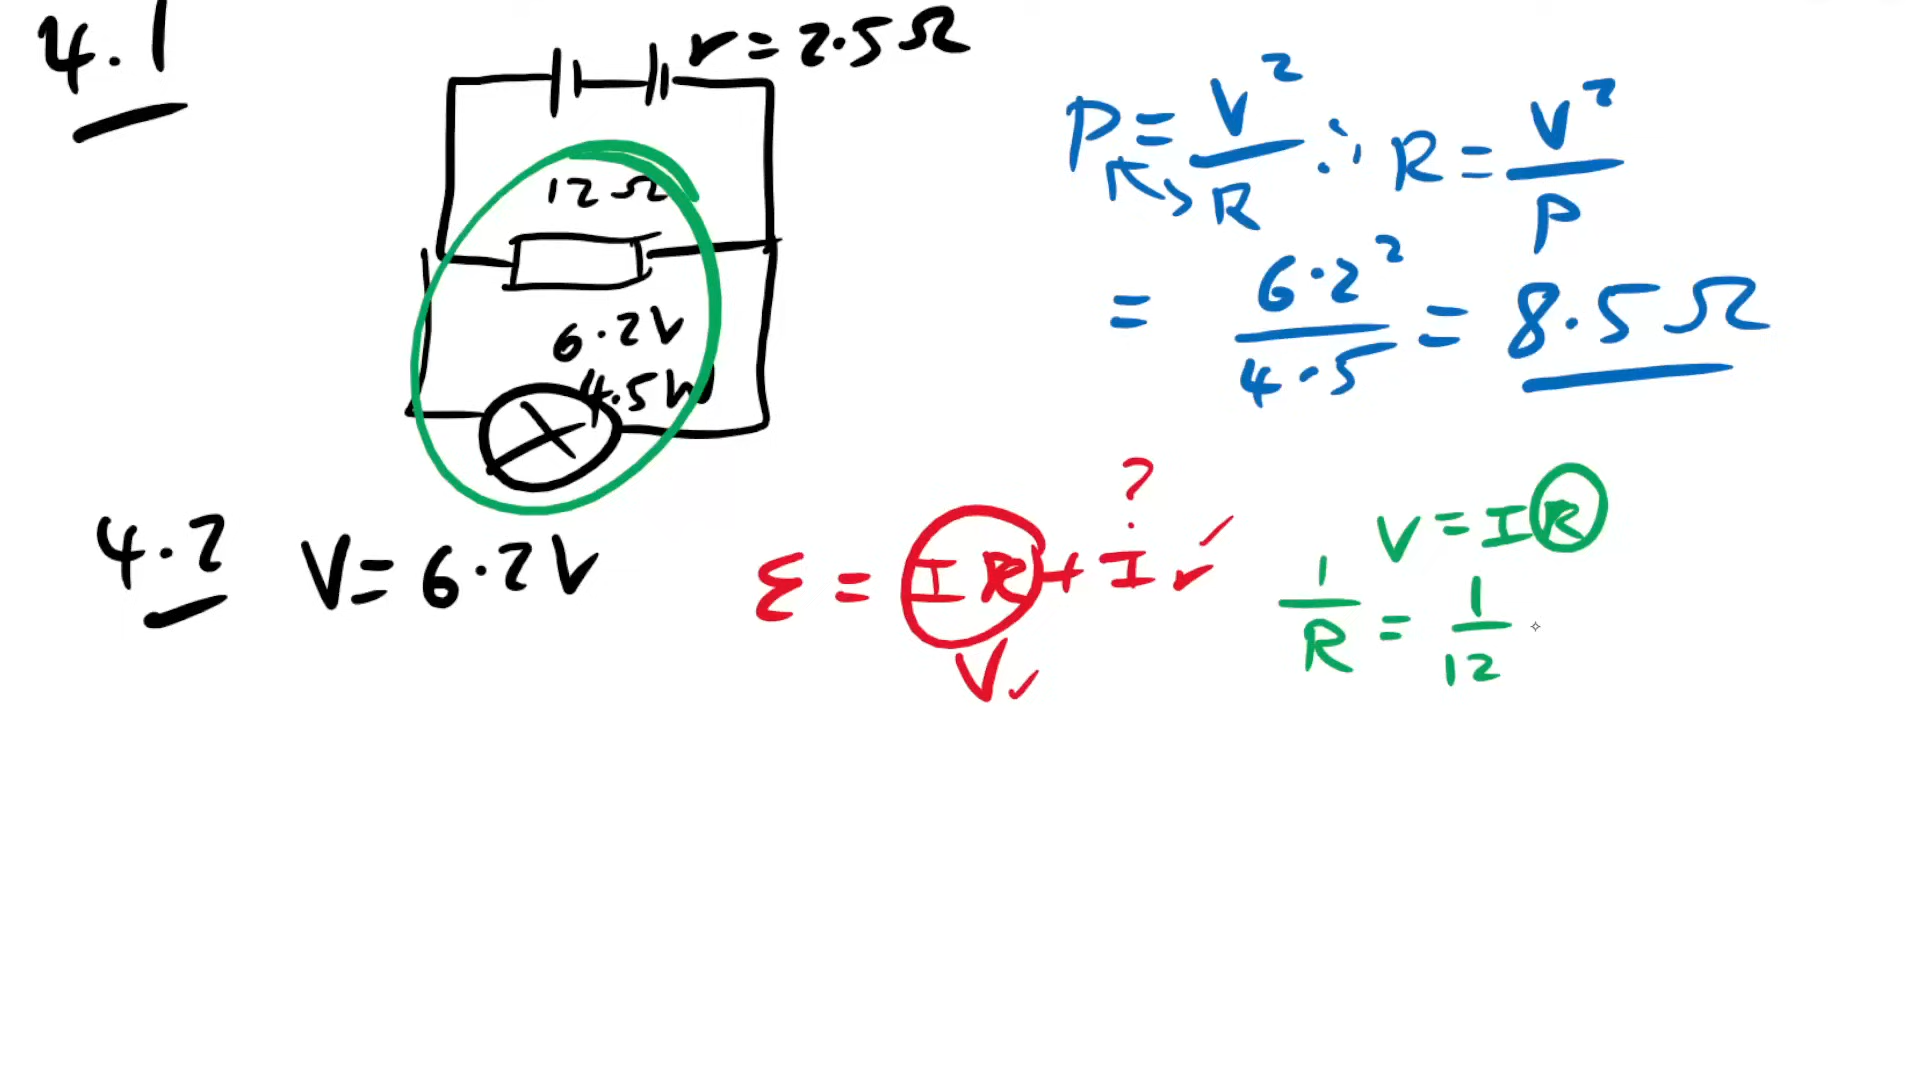 4.1
r = 2.5Ω
12Ω
6.2V
4.5W
P = V²/R ∴ R = V²/P
= 6.2²/4.5 = 8.5Ω
4.2 V = 6.2V
?
ε = IR + I r ✓
V ✓
V = IR
1/R = 1/12